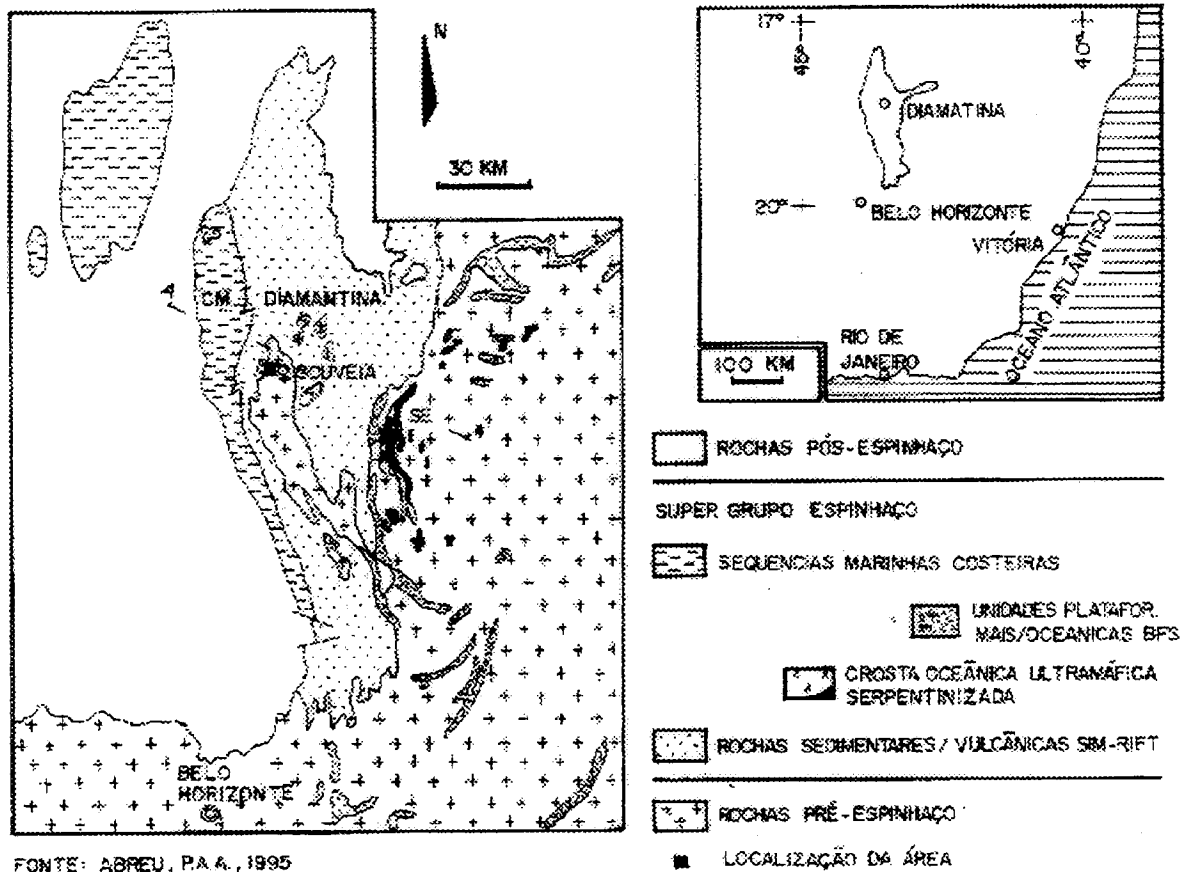 N
30 KM
A
CM
DIAMANTINA
GOUVEIA
SE
BELO
HORIZONTE
FONTE: ABREU, P.A.A., 1995
17°
40°
DIAMATINA
20°
BELO HORIZONTE
VITÓRIA
OCEANO ATLÂNTICO
RIO DE
JANEIRO
100 KM
ROCHAS PÓS-ESPINHAÇO
SUPER GRUPO ESPINHAÇO
SEQUENCIAS MARINHAS COSTEIRAS
UNIDADES PLATAFOR.
MAIS/OCEANICAS BFS
CROSTA OCEÂNICA ULTRAMÁFICA
SERPENTINIZADA
ROCHAS SEDIMENTARES / VULCÂNICAS SIM-RIFT
ROCHAS PRÉ-ESPINHAÇO
LOCALIZAÇÃO DA ÁREA